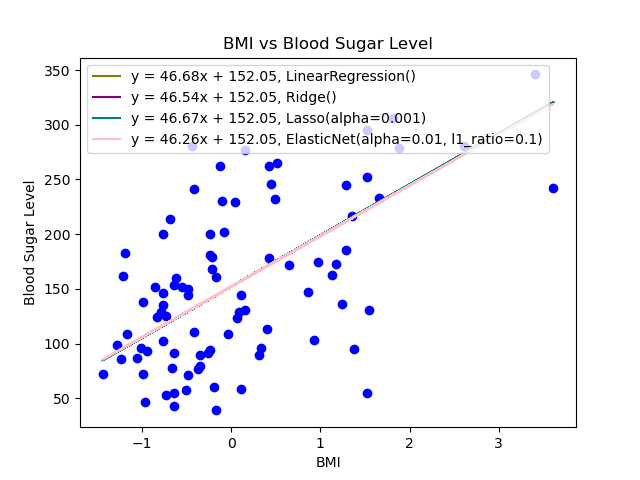 BMI vs Blood Sugar Level
y = 46.68x + 152.05, LinearRegression()
y = 46.54x + 152.05, Ridge()
y = 46.67x + 152.05, Lasso(alpha=0.001)
y = 46.26x + 152.05, ElasticNet(alpha=0.01, l1_ratio=0.1)
Blood Sugar Level
350
300
250
200
150
100
50
−1 0 1 2 3
BMI